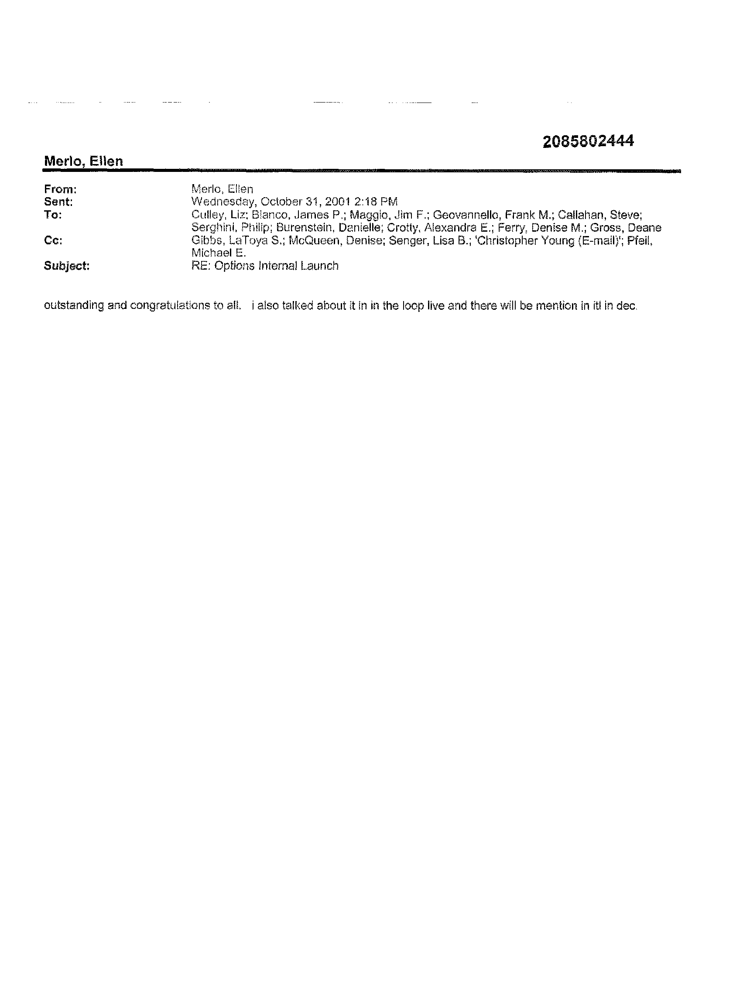 2085802444
Merlo, Ellen
From: Merlo, Ellen
Sent: Wednesday, October 31, 2001 2:18 PM
To: Culley, Liz; Blanco, James P.; Maggio, Jim F.; Geovannello, Frank M.; Callahan, Steve;
Serghini, Philip; Burenstein, Danielle; Crotty, Alexandra E.; Ferry, Denise M.; Gross, Deane
Cc: Gibbs, LaToya S.; McQueen, Denise; Senger, Lisa B.; 'Christopher Young (E-mail)'; Pfeil,
Michael E.
Subject: RE: Options Internal Launch
outstanding and congratulations to all. i also talked about it in in the loop live and there will be mention in itl in dec.